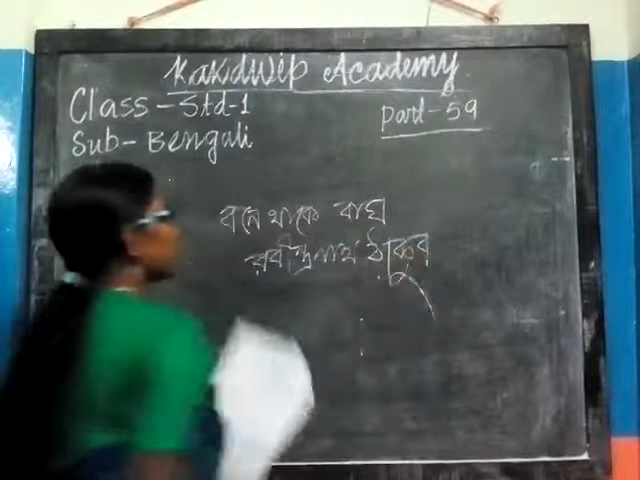 Kakdwip Academy
Class - Std-1
Part - 59
Sub - Bengali
বনে থাকে বাঘ
রবীন্দ্রনাথ ঠাকুর